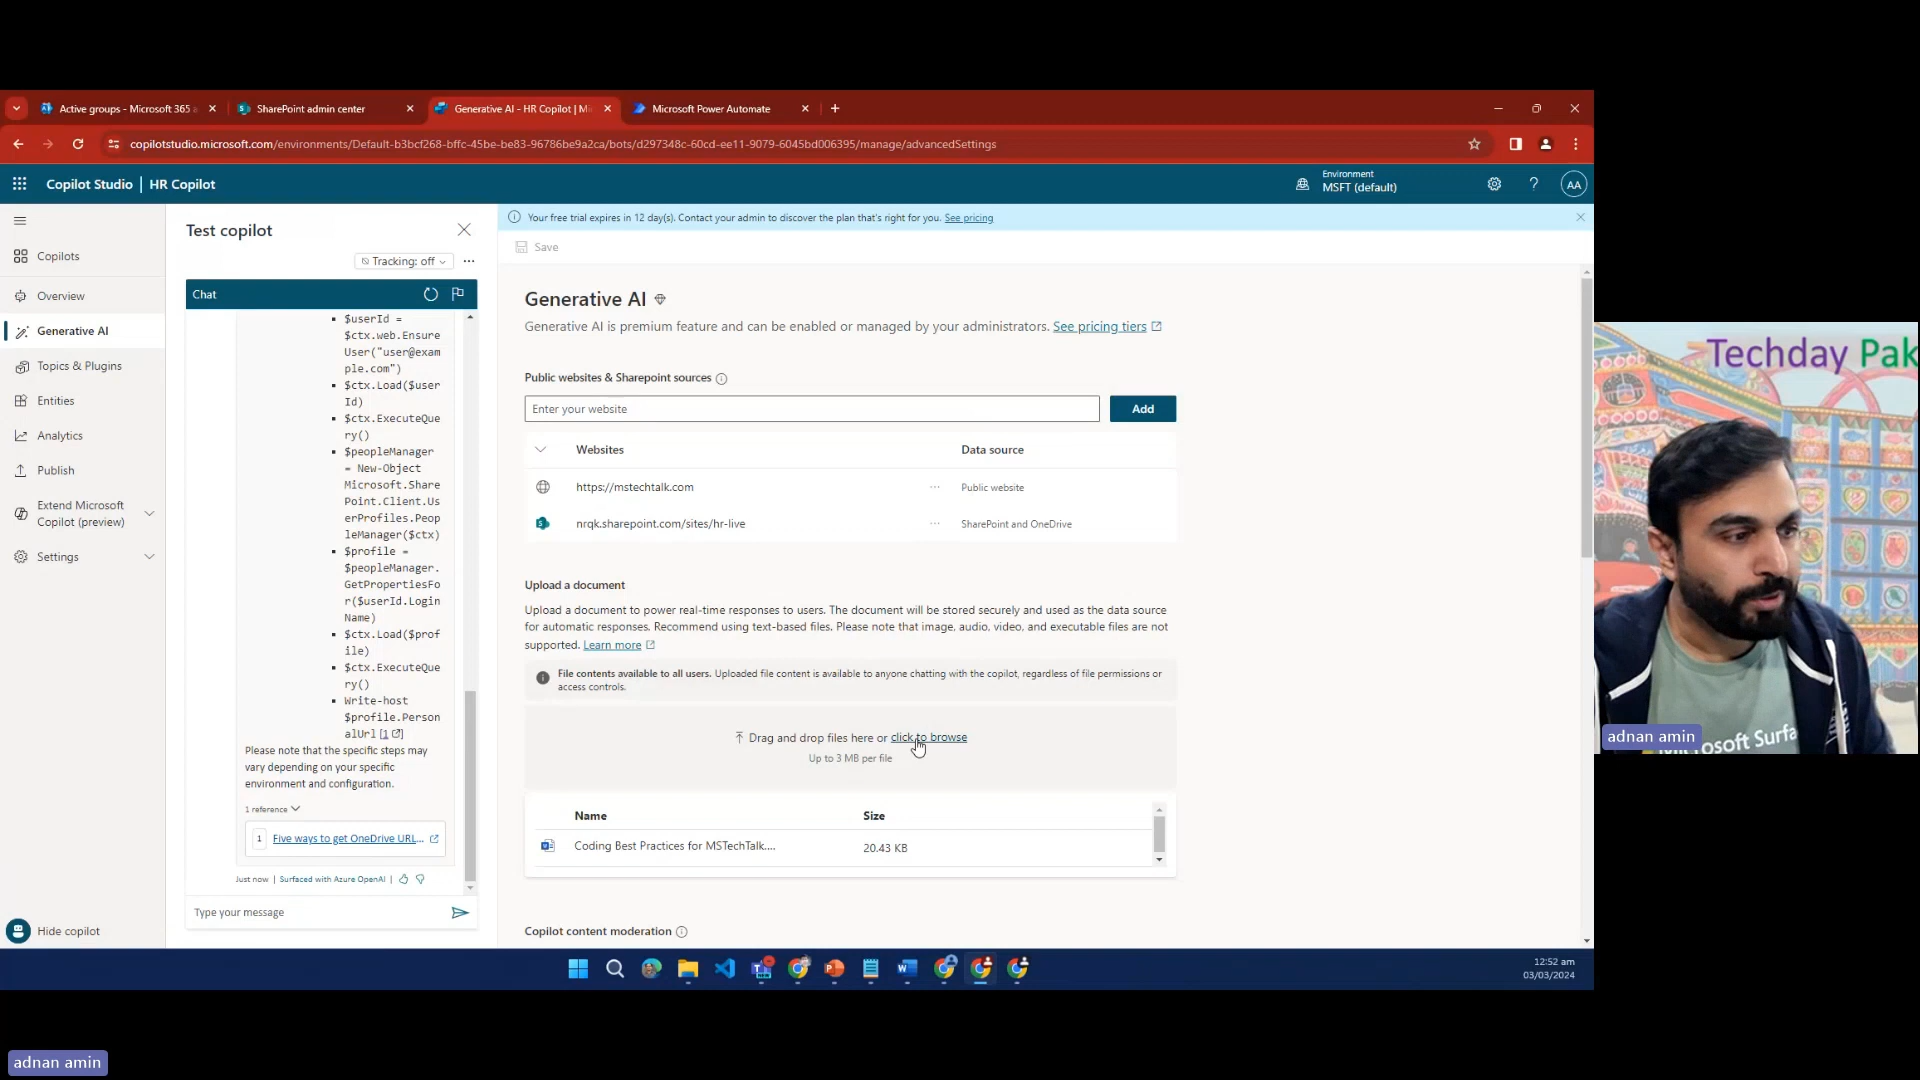 Active groups - Microsoft 365 a
SharePoint admin center
Generative AI - HR Copilot | Mi
Microsoft Power Automate
copilotstudio.microsoft.com/environments/Default-b3bcf268-bffc-45be-be83-96786be9a2ca/bots/d297348c-60cd-ee11-9079-6045bd006395/manage/advancedSettings
Copilot Studio | HR Copilot
Environment
MSFT (default)
AA
Copilots
Overview
Generative AI
Topics & Plugins
Entities
Analytics
Publish
Extend Microsoft
Copilot (preview)
Settings
Hide copilot
Test copilot
Tracking: off
Chat
$userId =
$ctx.web.Ensure
User("user@exam
ple.com")
$ctx.Load($user
Id)
$ctx.ExecuteQue
ry()
$peopleManager
= New-Object
Microsoft.Share
Point.Client.Us
erProfiles.Peop
leManager($ctx)
$profile =
$peopleManager.
GetPropertiesFo
r($userId.Login
Name)
$ctx.Load($prof
ile)
$ctx.ExecuteQue
ry()
Write-host
$profile.Person
alUrl [1]
Please note that the specific steps may
vary depending on your specific
environment and configuration.
1 reference
1 Five ways to get OneDrive URL...
Just now | Surfaced with Azure OpenAI |
Type your message
Your free trial expires in 12 day(s). Contact your admin to discover the plan that's right for you. See pricing
Save
Generative AI
Generative AI is premium feature and can be enabled or managed by your administrators. See pricing tiers
Public websites & Sharepoint sources
Enter your website
Add
Websites
Data source
https://mstechtalk.com
Public website
nrqk.sharepoint.com/sites/hr-live
SharePoint and OneDrive
Upload a document
Upload a document to power real-time responses to users. The document will be stored securely and used as the data source
for automatic responses. Recommend using text-based files. Please note that image, audio, video, and executable files are not
supported. Learn more
File contents available to all users. Uploaded file content is available to anyone chatting with the copilot, regardless of file permissions or
access controls.
Drag and drop files here or click to browse
Up to 3 MB per file
Name
Size
Coding Best Practices for MSTechTalk....
20.43 KB
Copilot content moderation
12:52 am
03/03/2024
Techday Pak
adnan amin
Microsoft Surfa
adnan amin